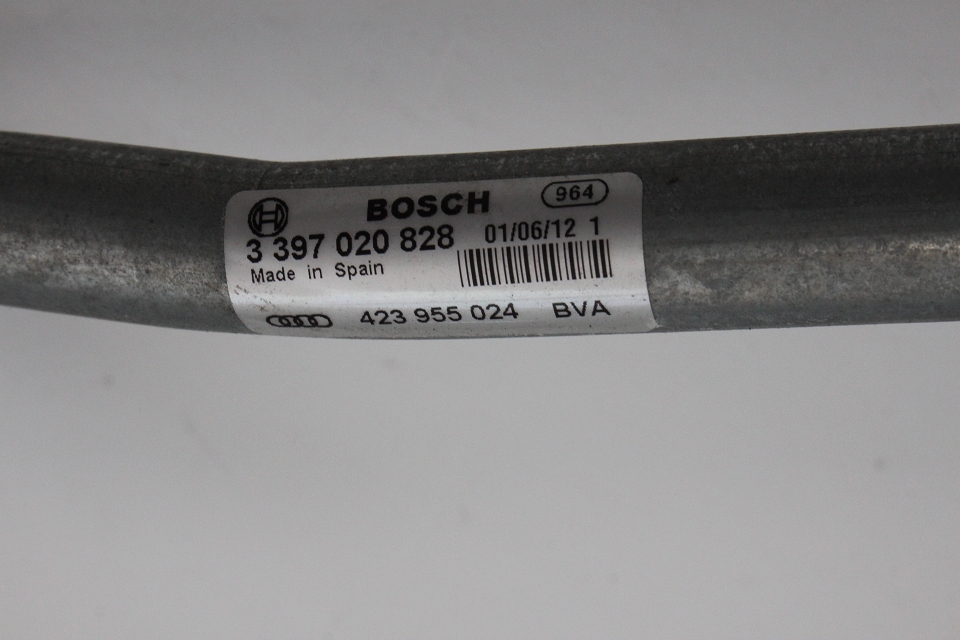 BOSCH 964
3 397 020 828 01/06/12 1
Made in Spain
423 955 024 BVA